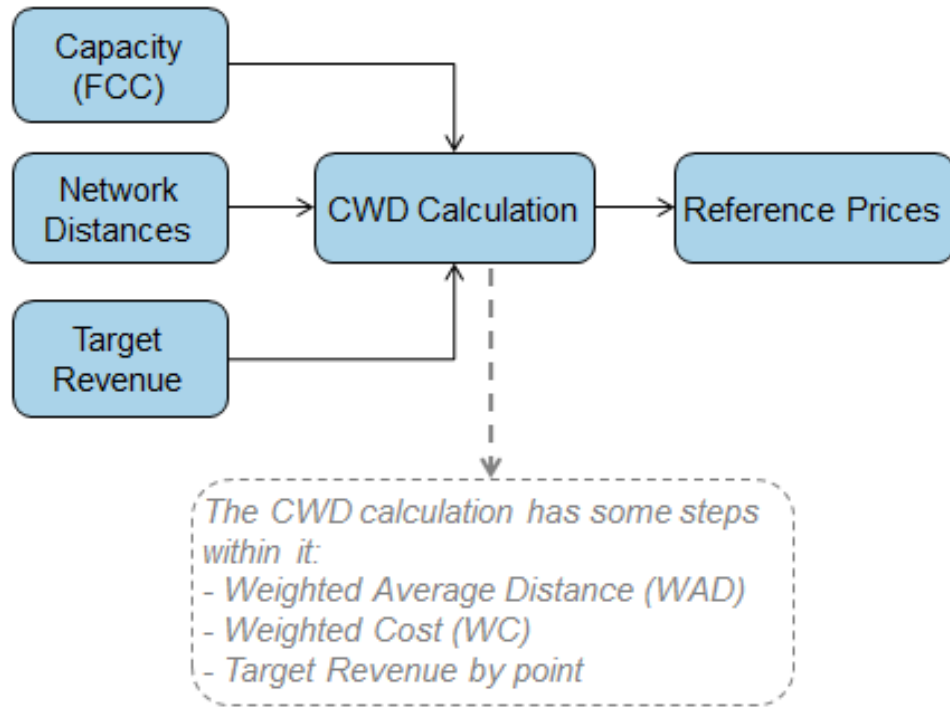 Capacity
(FCC)
Network
Distances
CWD Calculation
Reference Prices
Target
Revenue
The CWD calculation has some steps
within it:
- Weighted Average Distance (WAD)
- Weighted Cost (WC)
- Target Revenue by point